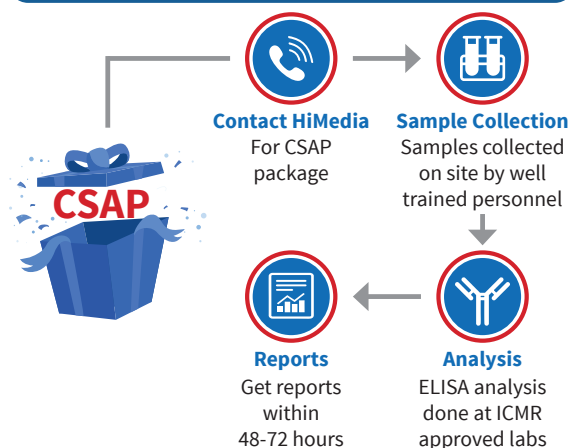 CSAP
Contact HiMedia
For CSAP
package
Sample Collection
Samples collected
on site by well
trained personnel
Analysis
ELISA analysis
done at ICMR
approved labs
Reports
Get reports
within
48-72 hours